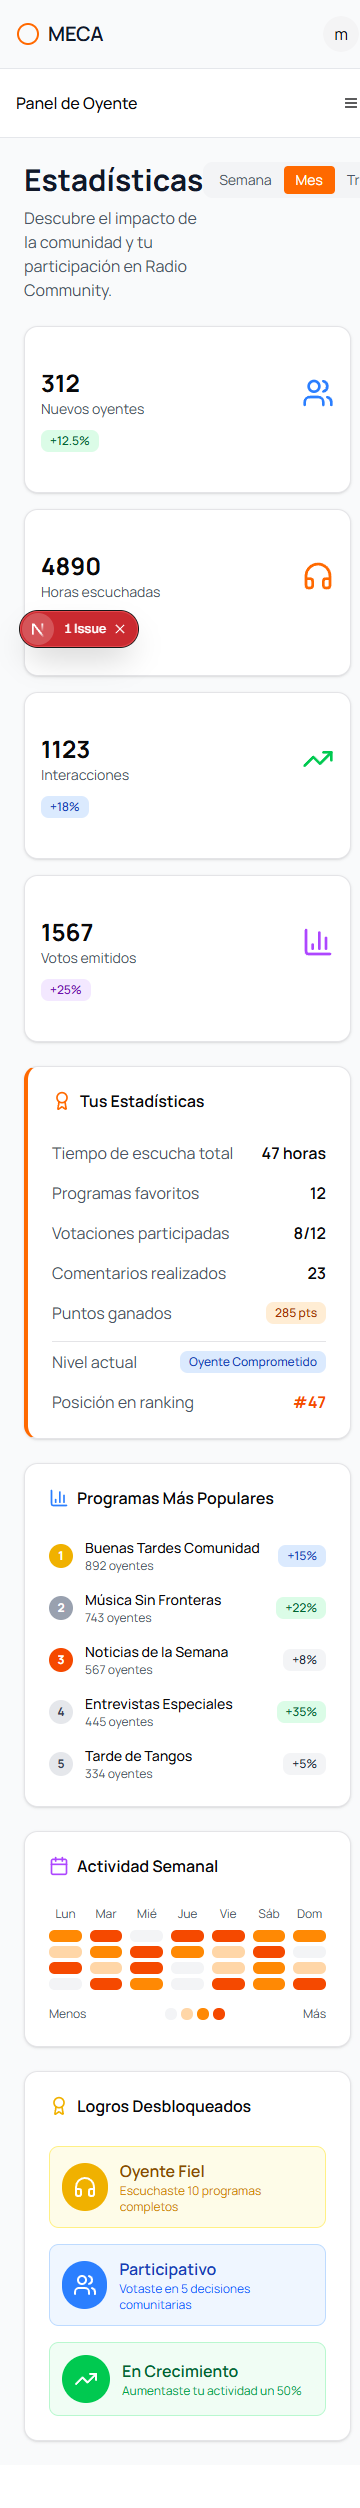 MECA
m
Panel de Oyente
Estadísticas
Semana Mes Tr
Descubre el impacto de
la comunidad y tu
participación en Radio
Community.
312
Nuevos oyentes
+12.5%
4890
Horas escuchadas
1 Issue
1123
Interacciones
+18%
1567
Votos emitidos
+25%
Tus Estadísticas
Tiempo de escucha total 47 horas
Programas favoritos 12
Votaciones participadas 8/12
Comentarios realizados 23
Puntos ganados 285 pts
Nivel actual Oyente Comprometido
Posición en ranking #47
Programas Más Populares
1 Buenas Tardes Comunidad +15%
892 oyentes
2 Música Sin Fronteras +22%
743 oyentes
3 Noticias de la Semana +8%
567 oyentes
4 Entrevistas Especiales +35%
445 oyentes
5 Tarde de Tangos +5%
334 oyentes
Actividad Semanal
Lun Mar Mié Jue Vie Sáb Dom
Menos Más
Logros Desbloqueados
Oyente Fiel
Escuchaste 10 programas
completos
Participativo
Votaste en 5 decisiones
comunitarias
En Crecimiento
Aumentaste tu actividad un 50%